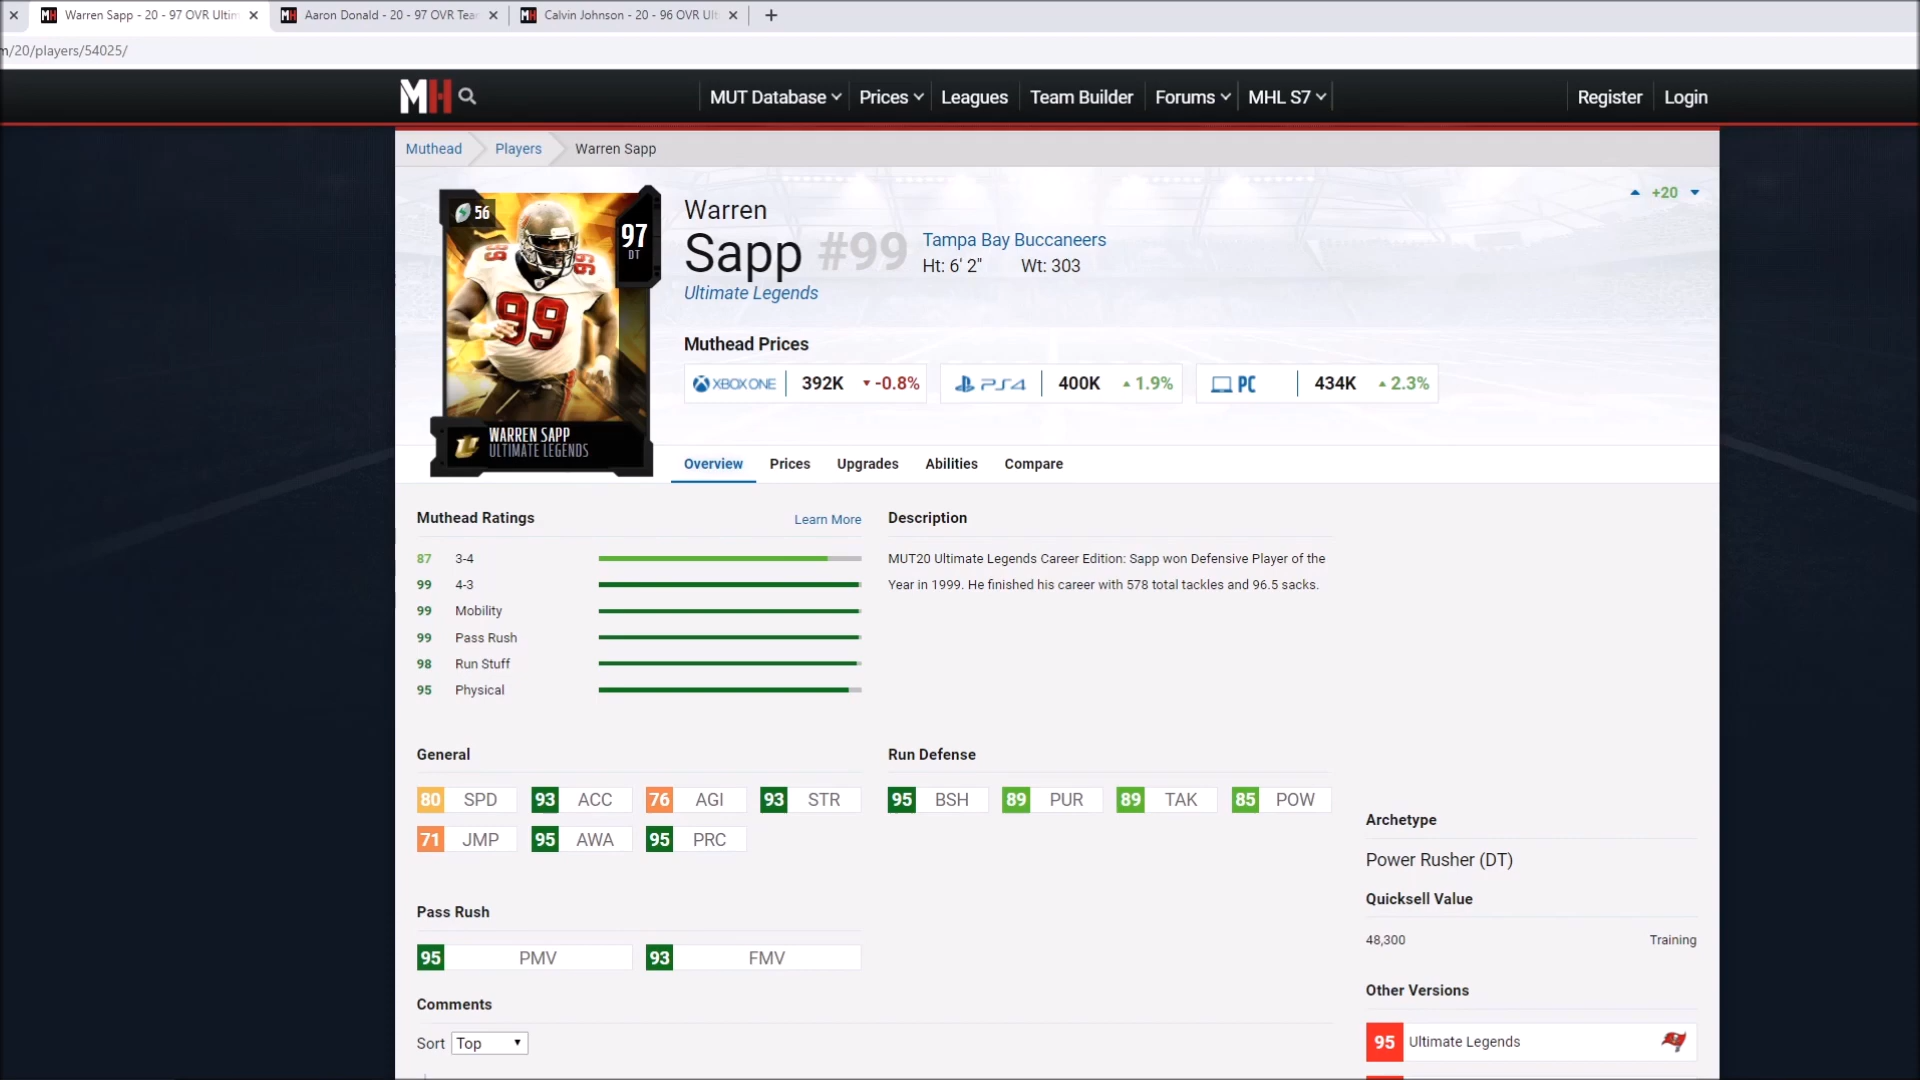 Warren Sapp - 20 - 97 OVR Ultim
Aaron Donald - 20 - 97 OVR Tea
Calvin Johnson - 20 - 96 OVR Ult
m/20/players/54025/
MH
MUT Database
Prices
Leagues
Team Builder
Forums
MHL S7
Register
Login
Muthead
Players
Warren Sapp
56
97
DT
99
99
99
WARREN SAPP
ULTIMATE LEGENDS
Warren
Sapp #99
Tampa Bay Buccaneers
Ht: 6' 2" Wt: 303
Ultimate Legends
+20
Muthead Prices
XBOX ONE 392K -0.8%
PS4 400K 1.9%
PC 434K 2.3%
Overview Prices Upgrades Abilities Compare
Muthead Ratings Learn More
87 3-4
99 4-3
99 Mobility
99 Pass Rush
98 Run Stuff
95 Physical
Description
MUT20 Ultimate Legends Career Edition: Sapp won Defensive Player of the
Year in 1999. He finished his career with 578 total tackles and 96.5 sacks.
General
80 SPD 93 ACC 76 AGI 93 STR
71 JMP 95 AWA 95 PRC
Run Defense
95 BSH 89 PUR 89 TAK 85 POW
Pass Rush
95 PMV 93 FMV
Comments
Sort Top
Archetype
Power Rusher (DT)
Quicksell Value
48,300 Training
Other Versions
95 Ultimate Legends